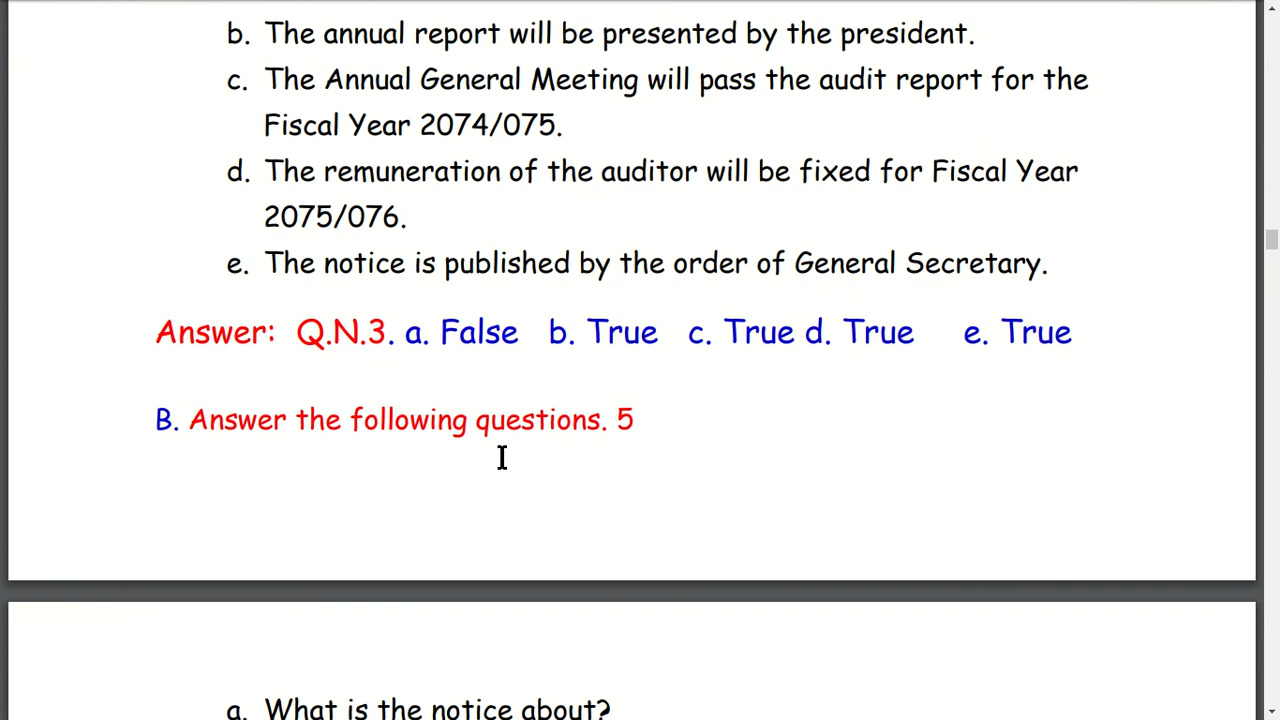 b. The annual report will be presented by the president.
c. The Annual General Meeting will pass the audit report for the
Fiscal Year 2074/075.
d. The remuneration of the auditor will be fixed for Fiscal Year
2075/076.
e. The notice is published by the order of General Secretary.
Answer: Q.N.3. a. False b. True c. True d. True e. True
B. Answer the following questions. 5
a. What is the notice about?